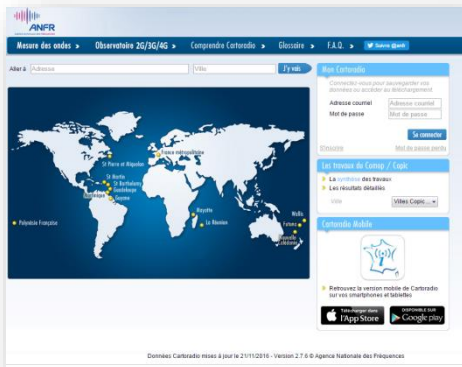 ANFR
Mesure des ondes » Observatoire 2G/3G/4G » Comprendre Cartoradio » Glossaire » F.A.Q. » Suivre @anfr
Aller à Adresse Ville J'y vais
Mon Cartoradio
Connectez-vous pour sauvegarder vos
données ou accéder au téléchargement
Adresse courriel Adresse courriel
Mot de passe Mot de passe
Se connecter
S'inscrire Mot de passe perdu
Les travaux du Comop / Copic
La synthèse des travaux
Les résultats détaillés
Ville Villes Copic...
Cartoradio Mobile
Retrouvez la version mobile de Cartoradio
sur vos smartphones et tablettes
Télécharger dans
l'App Store
DISPONIBLE SUR
Google play
St Pierre et Miquelon
France métropolitaine
St Martin
St Barthelemy
Guadeloupe
Martinique
Guyane
Polynésie Française
Mayotte
La Réunion
Wallis
Futuna
Nouvelle
Calédonie
Données Cartoradio mises à jour le 21/11/2016 - Version 2.7.6 © Agence Nationale des Fréquences